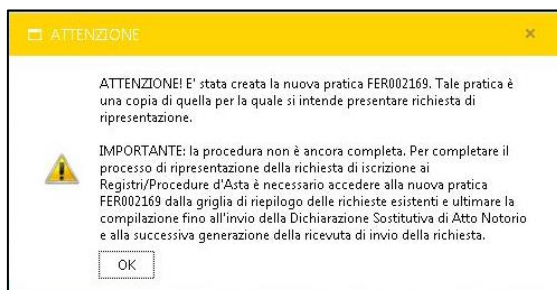 ATTENZIONE
ATTENZIONE! E' stata creata la nuova pratica FER002169. Tale pratica è
una copia di quella per la quale si intende presentare richiesta di
ripresentazione.
IMPORTANTE: la procedura non è ancora completa. Per completare il
processo di ripresentazione della richiesta di iscrizione ai
Registri/Procedure d'Asta è necessario accedere alla nuova pratica
FER002169 dalla griglia di riepilogo delle richieste esistenti e ultimare la
compilazione fino all'invio della Dichiarazione Sostitutiva di Atto Notorio
e alla successiva generazione della ricevuta di invio della richiesta.
OK